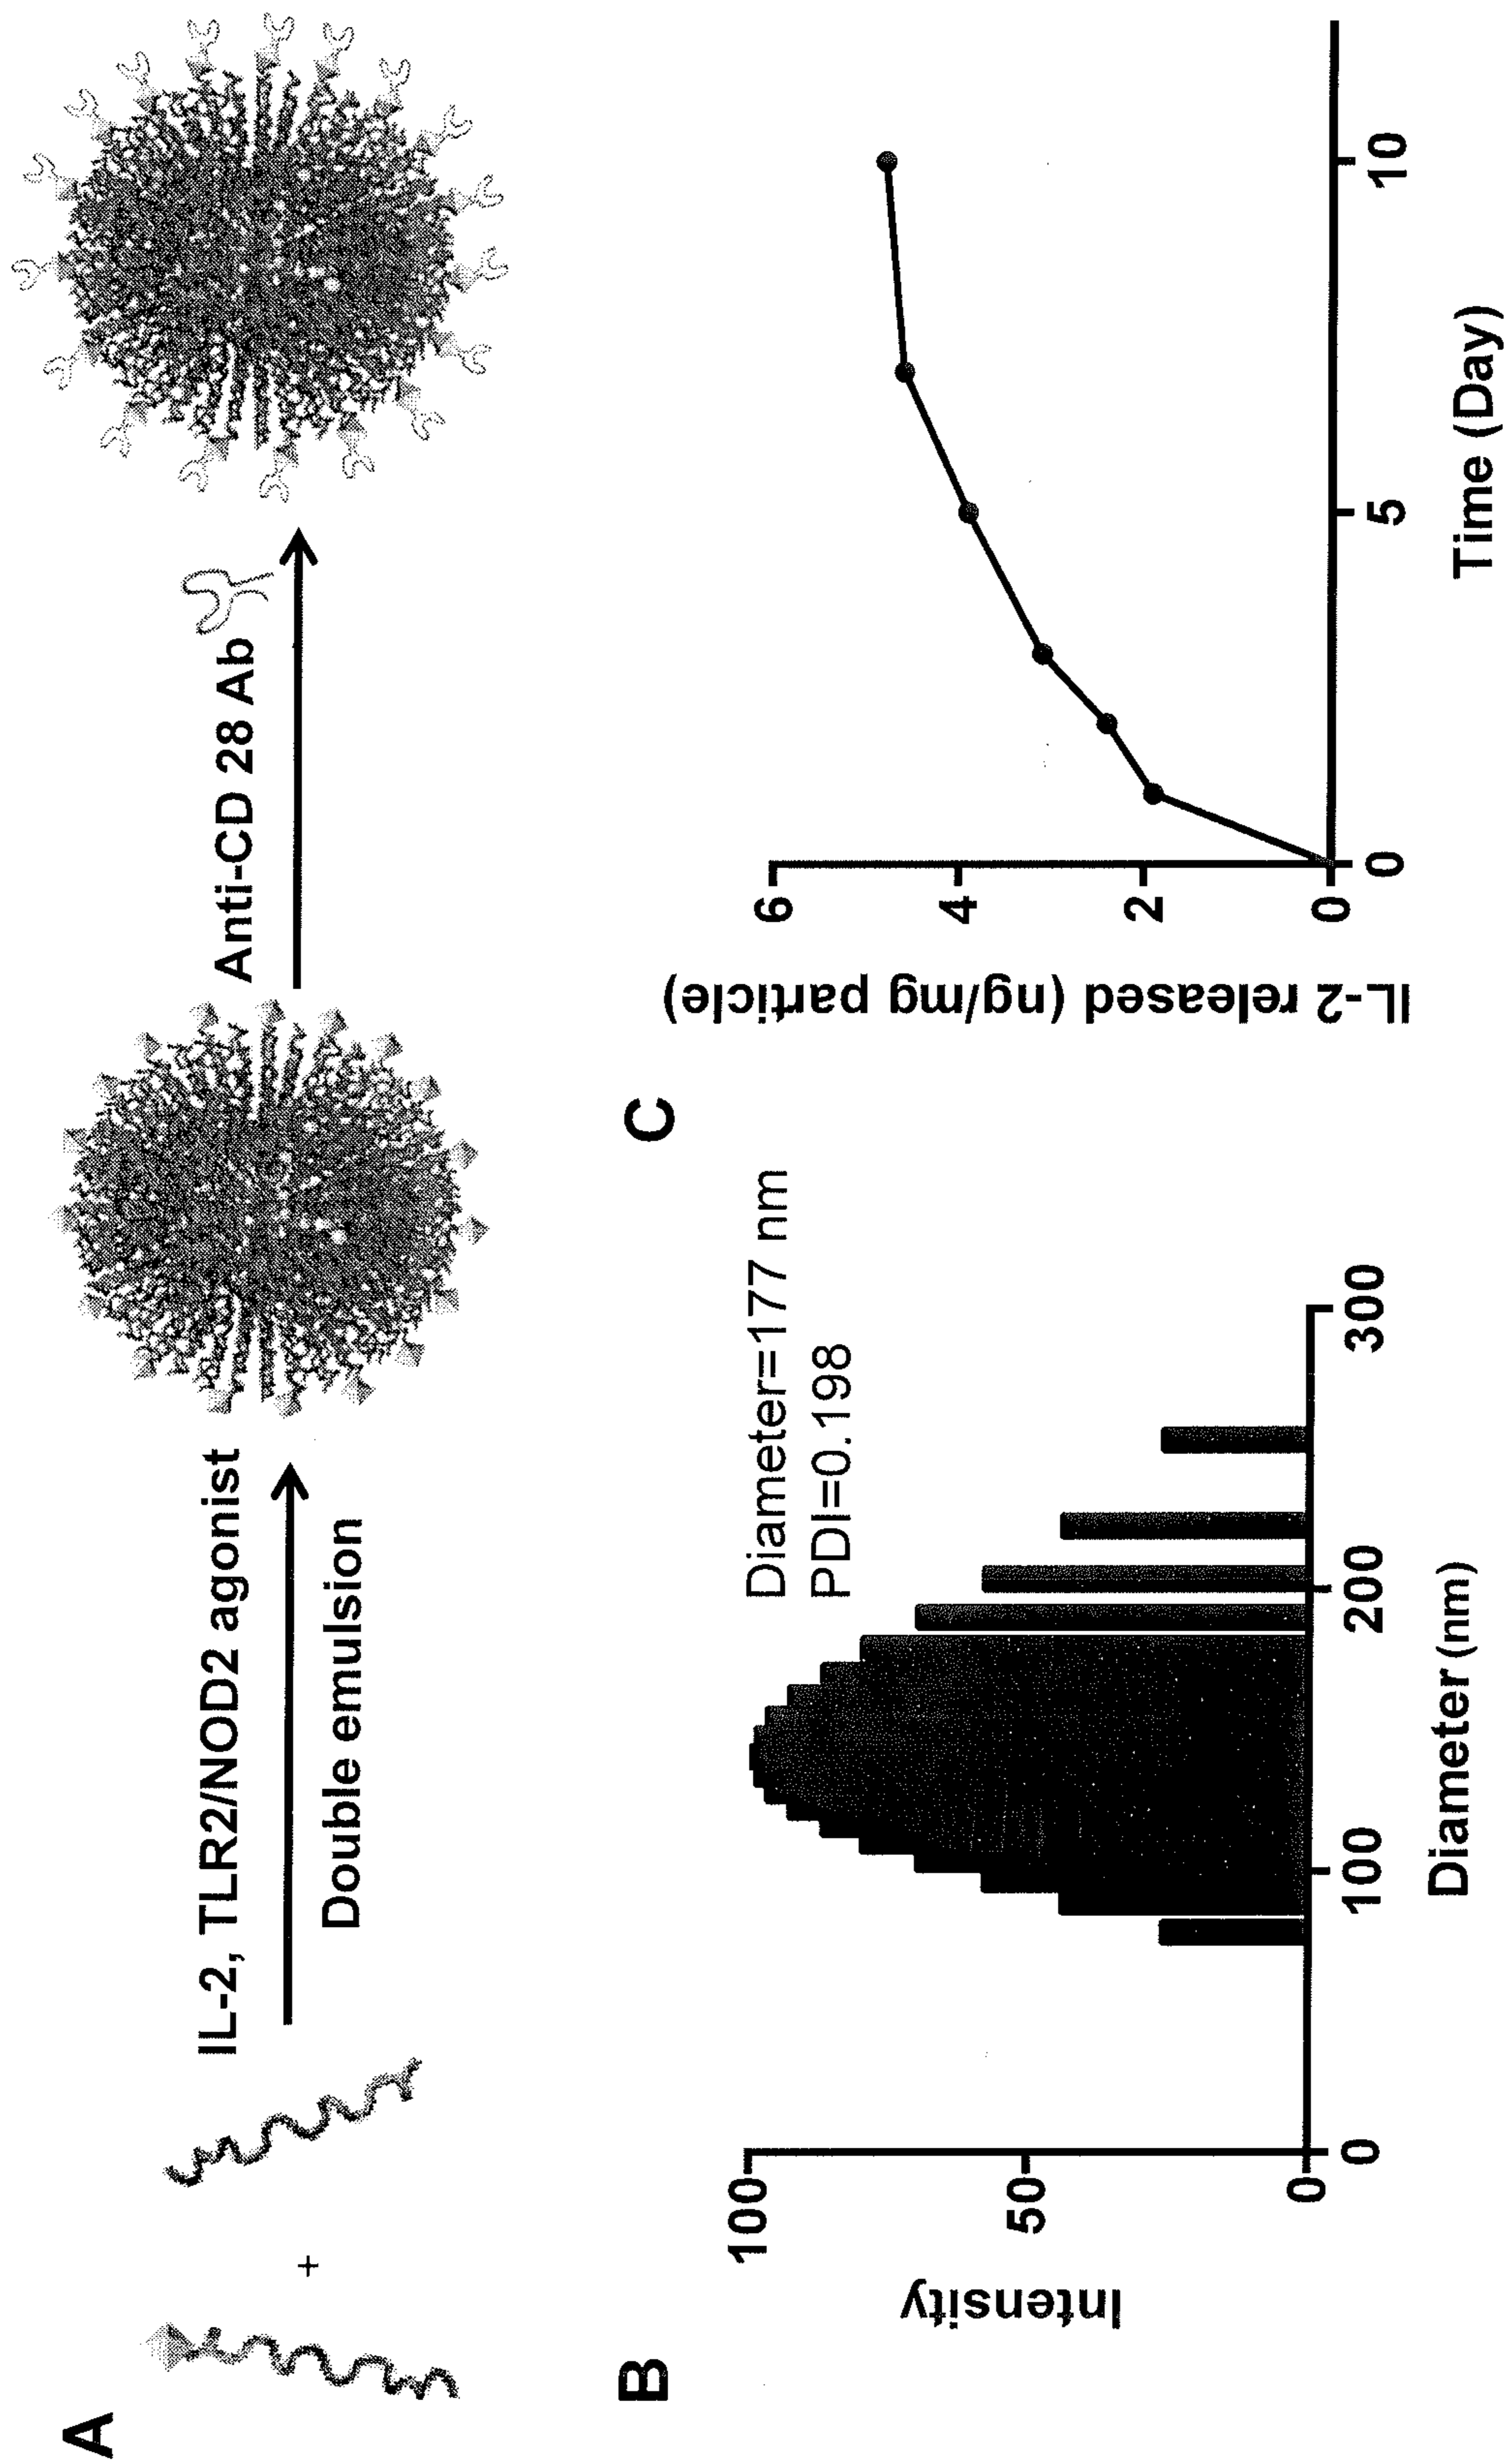 A
+
IL-2, TLR2/NOD2 agonist
Double emulsion
Anti-CD 28 Ab
B
Intensity
100
50
0
0
100
200
300
Diameter (nm)
Diameter=177 nm
PDI=0.198
C
IL-2 released (ng/mg particle)
6
4
2
0
0
5
10
Time (Day)